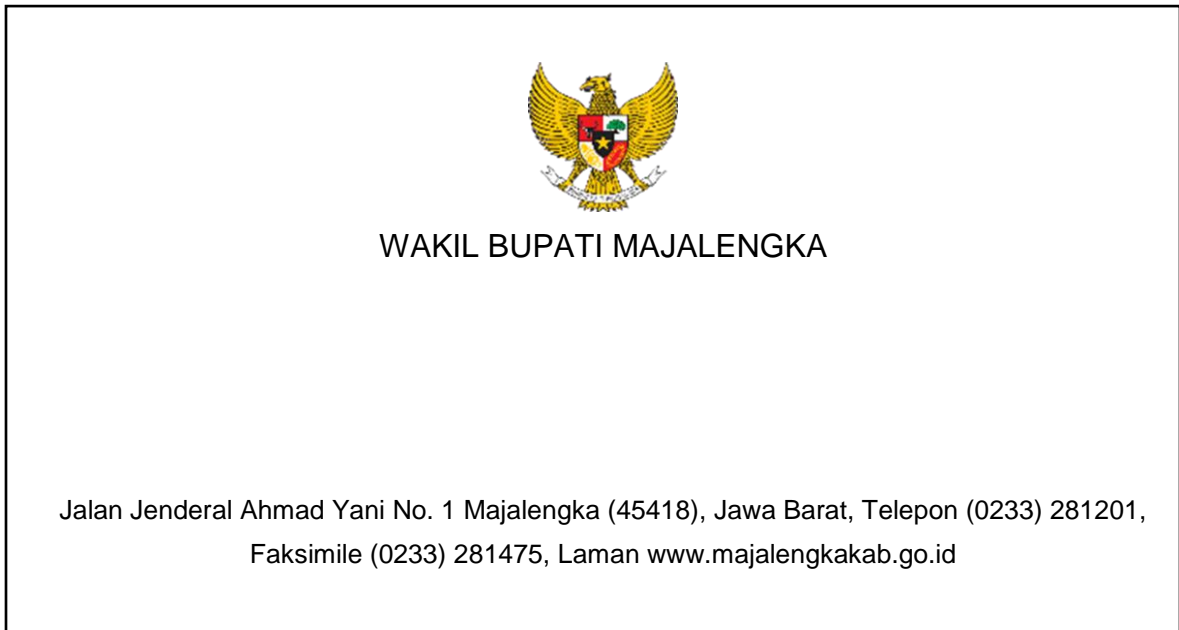 WAKIL BUPATI MAJALENGKA
Jalan Jenderal Ahmad Yani No. 1 Majalengka (45418), Jawa Barat, Telepon (0233) 281201,
Faksimile (0233) 281475, Laman www.majalengkakab.go.id